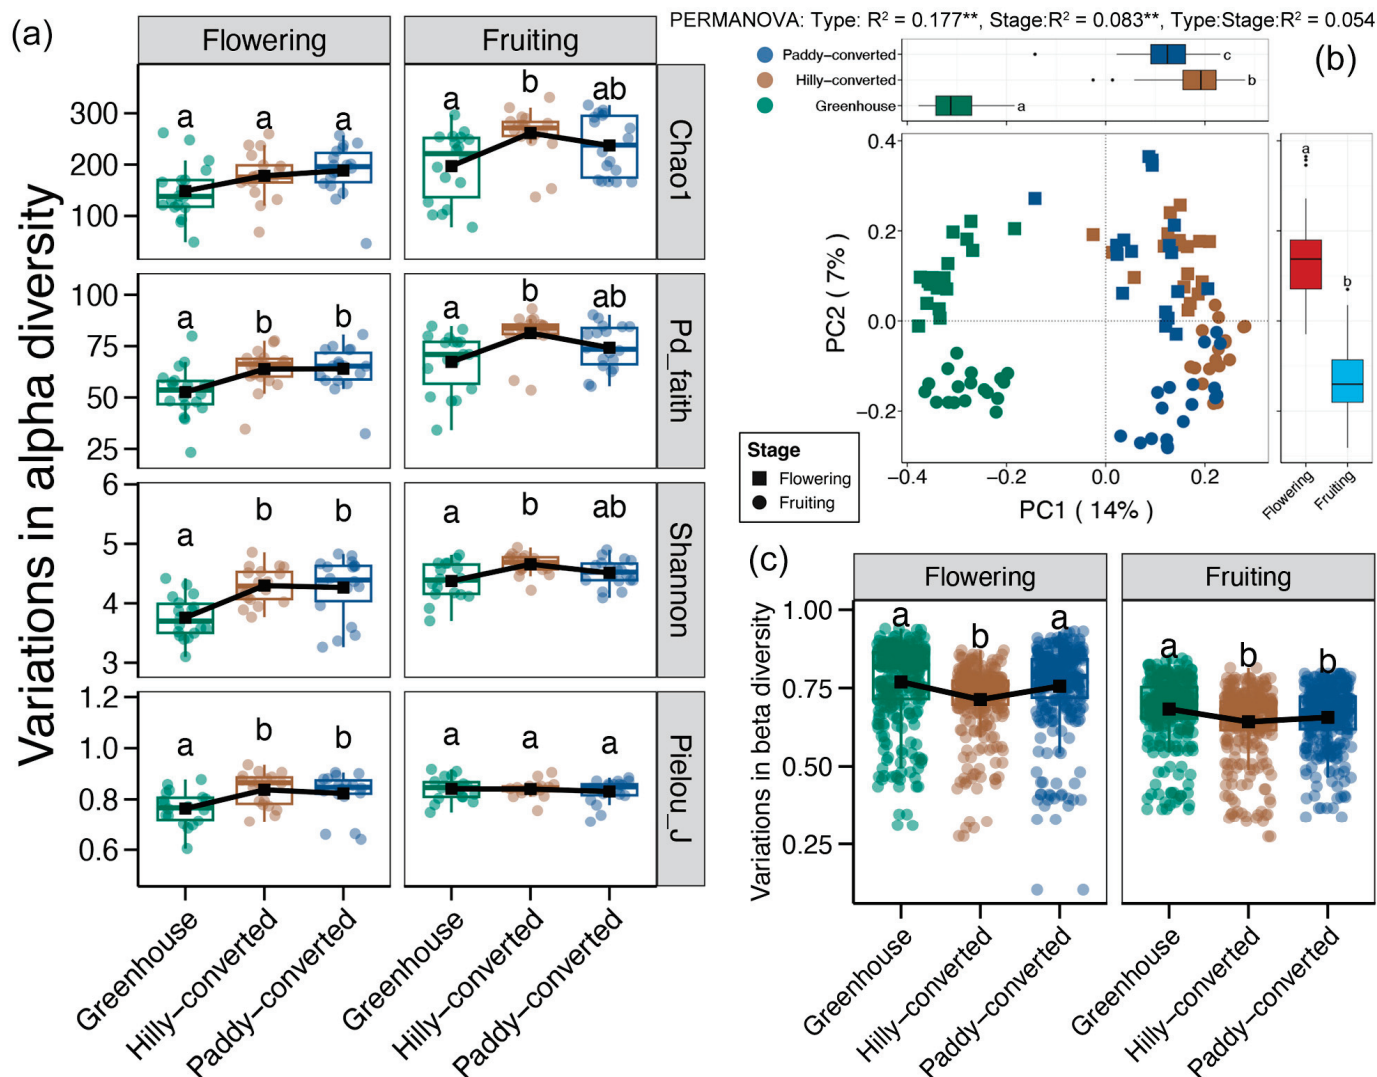 (a)
Flowering
Fruiting
Variations in alpha diversity
300
200
100
a
a
a
a
b
ab
Chao1
100
75
50
25
a
b
b
a
b
ab
Pd_faith
6
5
4
3
a
b
b
a
b
ab
Shannon
1.2
1.0
0.8
0.6
a
b
b
a
a
a
Pielou_J
Greenhouse
Hilly-converted
Paddy-converted
Greenhouse
Hilly-converted
Paddy-converted
PERMANOVA: Type: R² = 0.177**, Stage:R² = 0.083**, Type:Stage:R² = 0.054
(b)
Paddy-converted
Hilly-converted
Greenhouse
c
b
a
PC2 ( 7% )
0.4
0.2
0.0
-0.2
-0.4
-0.2
0.0
0.2
PC1 ( 14% )
a
b
Flowering
Fruiting
Stage
Flowering
Fruiting
(c)
Flowering
Fruiting
Variations in beta diversity
1.00
0.75
0.50
0.25
a
b
a
a
b
b
Greenhouse
Hilly-converted
Paddy-converted
Greenhouse
Hilly-converted
Paddy-converted